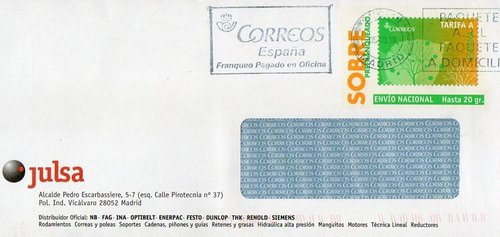 CORREOS
España
Franqueo Pagado en Oficina
SOBRE
PREFRANQUEADO
CORREOS
TARIFA A
ENVÍO NACIONAL Hasta 20 gr.
MADRID
PAQUETE
A
PAQUETE
A DOMICILI
julsa
Alcalde Pedro Escarbassiere, 5-7 (esq. Calle Pirotecnia nº 37)
Pol. Ind. Vicálvaro 28052 Madrid
Distribuidor Oficial: NB - FAG - INA - OPTIBELT - ENERPAC - FESTO - DUNLOP - THK - RENOLD - SIEMENS
Rodamientos Correas y poleas Soportes Cadenas, piñones y guías Retenes y grasas Hidráulica alta presión Manguitos Motores Técnica Lineal Reductores